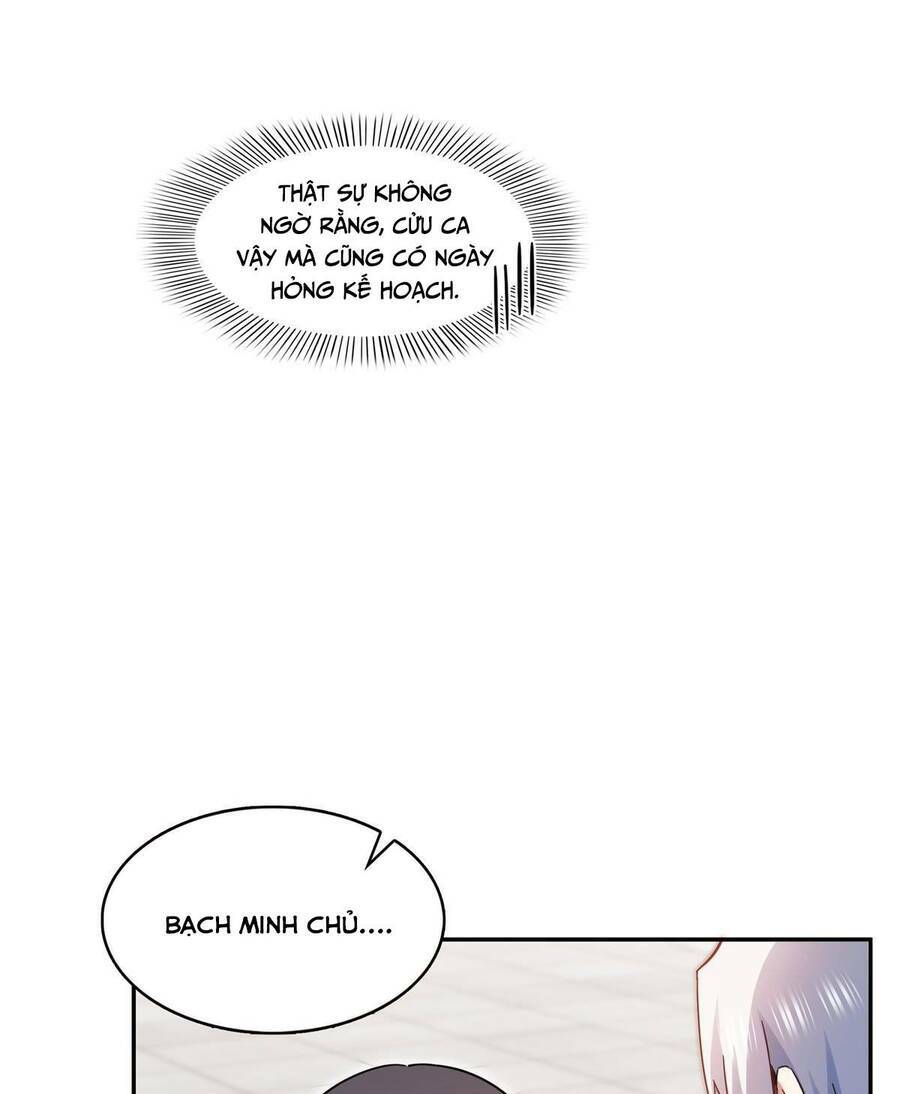 THẬT SỰ KHÔNG
NGỜ RẰNG, CỬU CA
VẬY MÀ CŨNG CÓ NGÀY
HỎNG KẾ HOẠCH.
BẠCH MINH CHỦ....